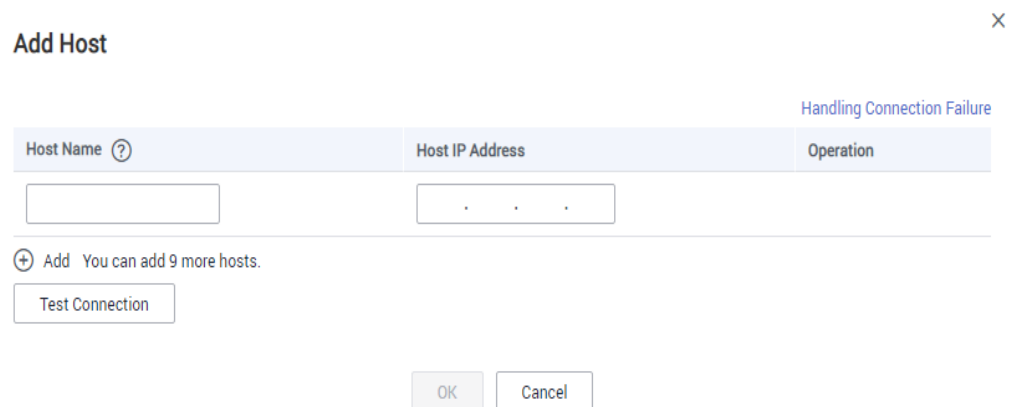 Add Host
Handling Connection Failure
Host Name ? Host IP Address Operation
. . .
Add You can add 9 more hosts.
Test Connection
OK Cancel